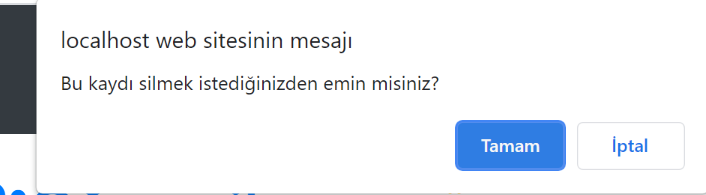 localhost web sitesinin mesajı
Bu kaydı silmek istediğinizden emin misiniz?
Tamam
İptal